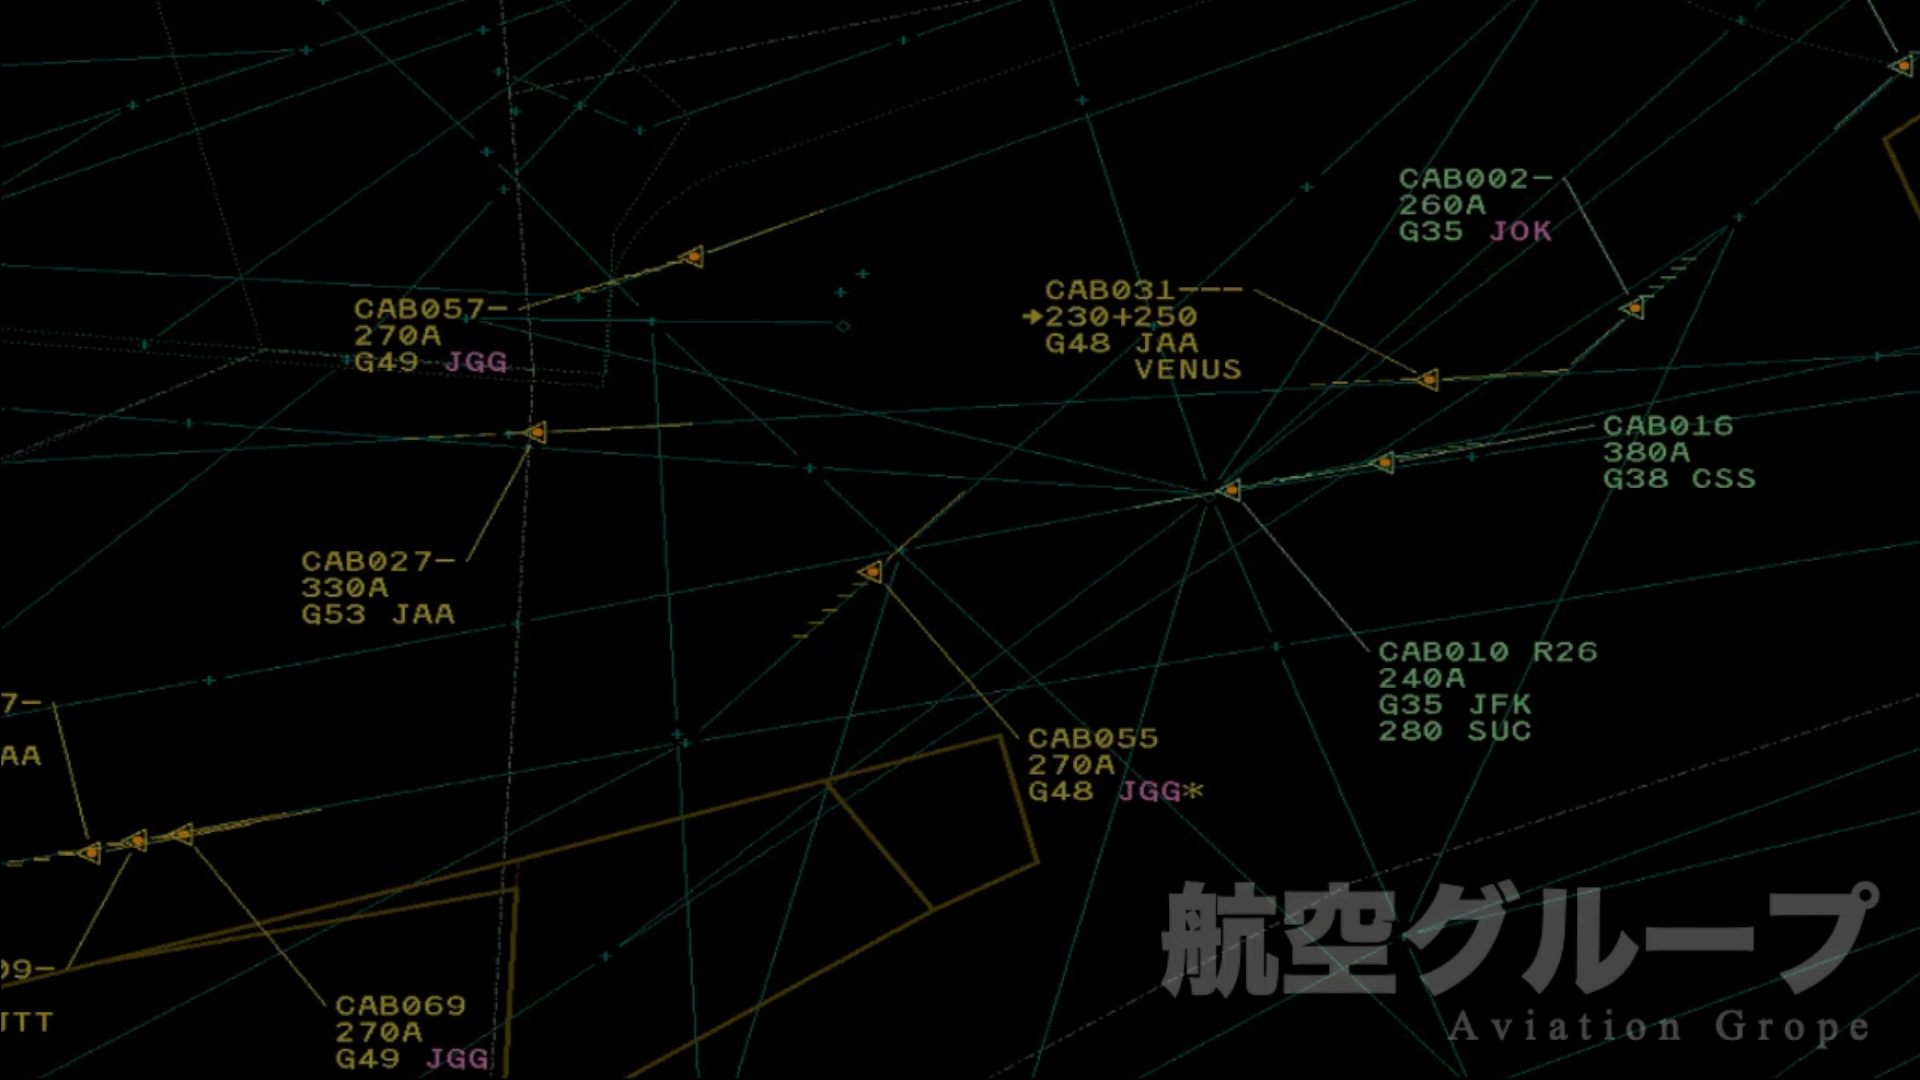 CAB002-
260A
G35 JOK
CAB057-
270A
G49 JGG
CAB031---
→230+250
G48 JAA
VENUS
CAB016
380A
G38 CSS
CAB027-
330A
G53 JAA
CAB010 R26
240A
G35 JFK
280 SUC
7-
AA
CAB055
270A
G48 JGG*
09-
TT
CAB069
270A
G49 JGG
航空グループ
Aviation Grope